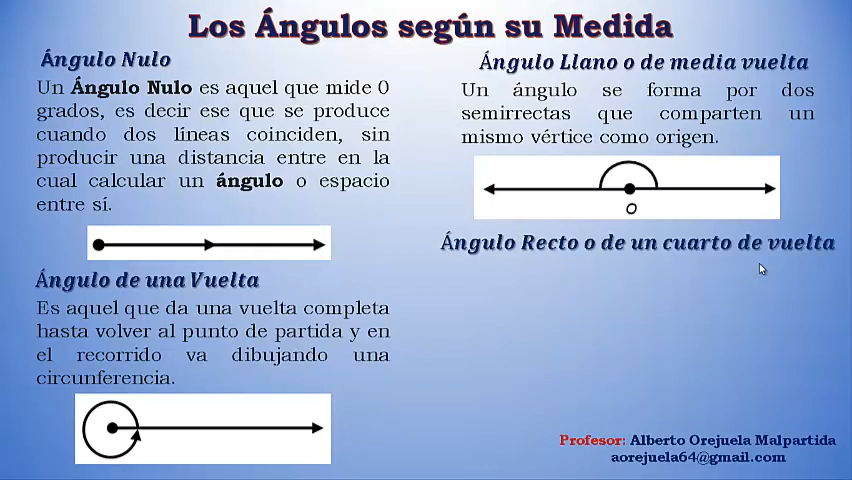 Los Ángulos según su Medida
Ángulo Nulo
Un Ángulo Nulo es aquel que mide 0
grados, es decir ese que se produce
cuando dos líneas coinciden, sin
producir una distancia entre en la
cual calcular un ángulo o espacio
entre sí.
Ángulo de una Vuelta
Es aquel que da una vuelta completa
hasta volver al punto de partida y en
el recorrido va dibujando una
circunferencia.
Ángulo Llano o de media vuelta
Un ángulo se forma por dos
semirrectas que comparten un
mismo vértice como origen.
O
Ángulo Recto o de un cuarto de vuelta
Profesor: Alberto Orejuela Malpartida
aorejuela64@gmail.com